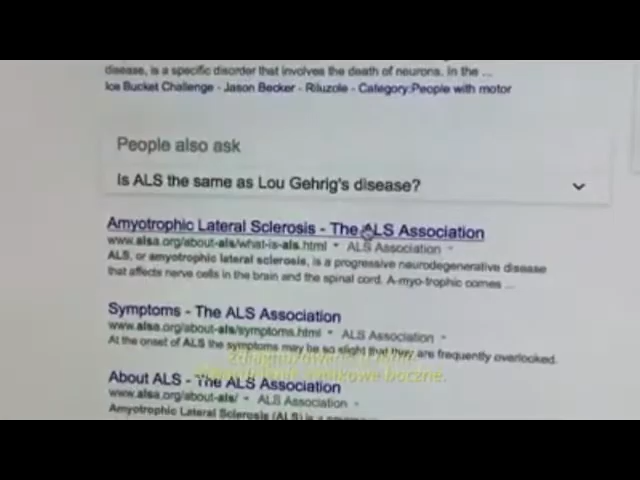 disease, is a specific disorder that involves the death of neurons. In the ...
Ice Bucket Challenge - Jason Becker - Riluzole - Category:People with motor
People also ask
Is ALS the same as Lou Gehrig's disease?
Amyotrophic Lateral Sclerosis - The ALS Association
www.alsa.org/about-als/what-is-als.html ▾ ALS Association ▾
ALS, or amyotrophic lateral sclerosis, is a progressive neurodegenerative disease
that affects nerve cells in the brain and the spinal cord. A-myo-trophic comes ...
Symptoms - The ALS Association
www.alsa.org/about-als/symptoms.html ▾ ALS Association ▾
At the onset of ALS the symptoms may be so slight that they are frequently overlooked.
zdiagnozowano u
zanikowe boczne.
About ALS - The ALS Association
www.alsa.org/about-als/ ▾ ALS Association ▾
Amyotrophic Lateral Sclerosis (ALS) is a